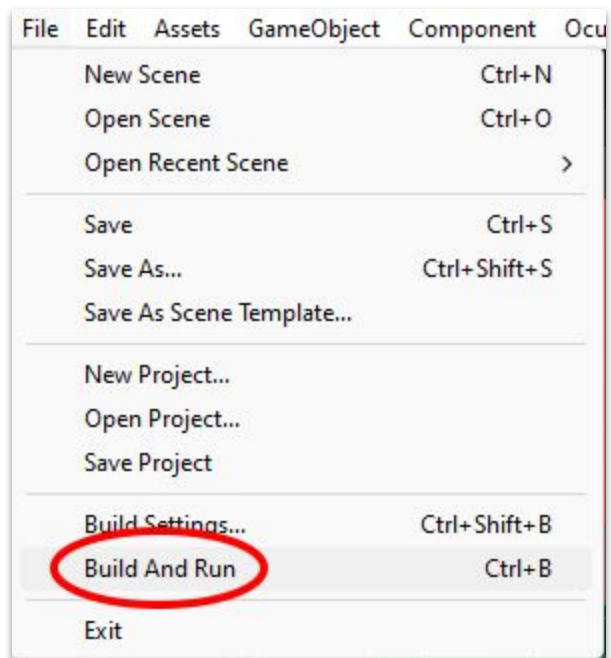 File Edit Assets GameObject Component Ocu
New Scene Ctrl+N
Open Scene Ctrl+O
Open Recent Scene >
Save Ctrl+S
Save As... Ctrl+Shift+S
Save As Scene Template...
New Project...
Open Project...
Save Project
Build Settings... Ctrl+Shift+B
Build And Run Ctrl+B
Exit